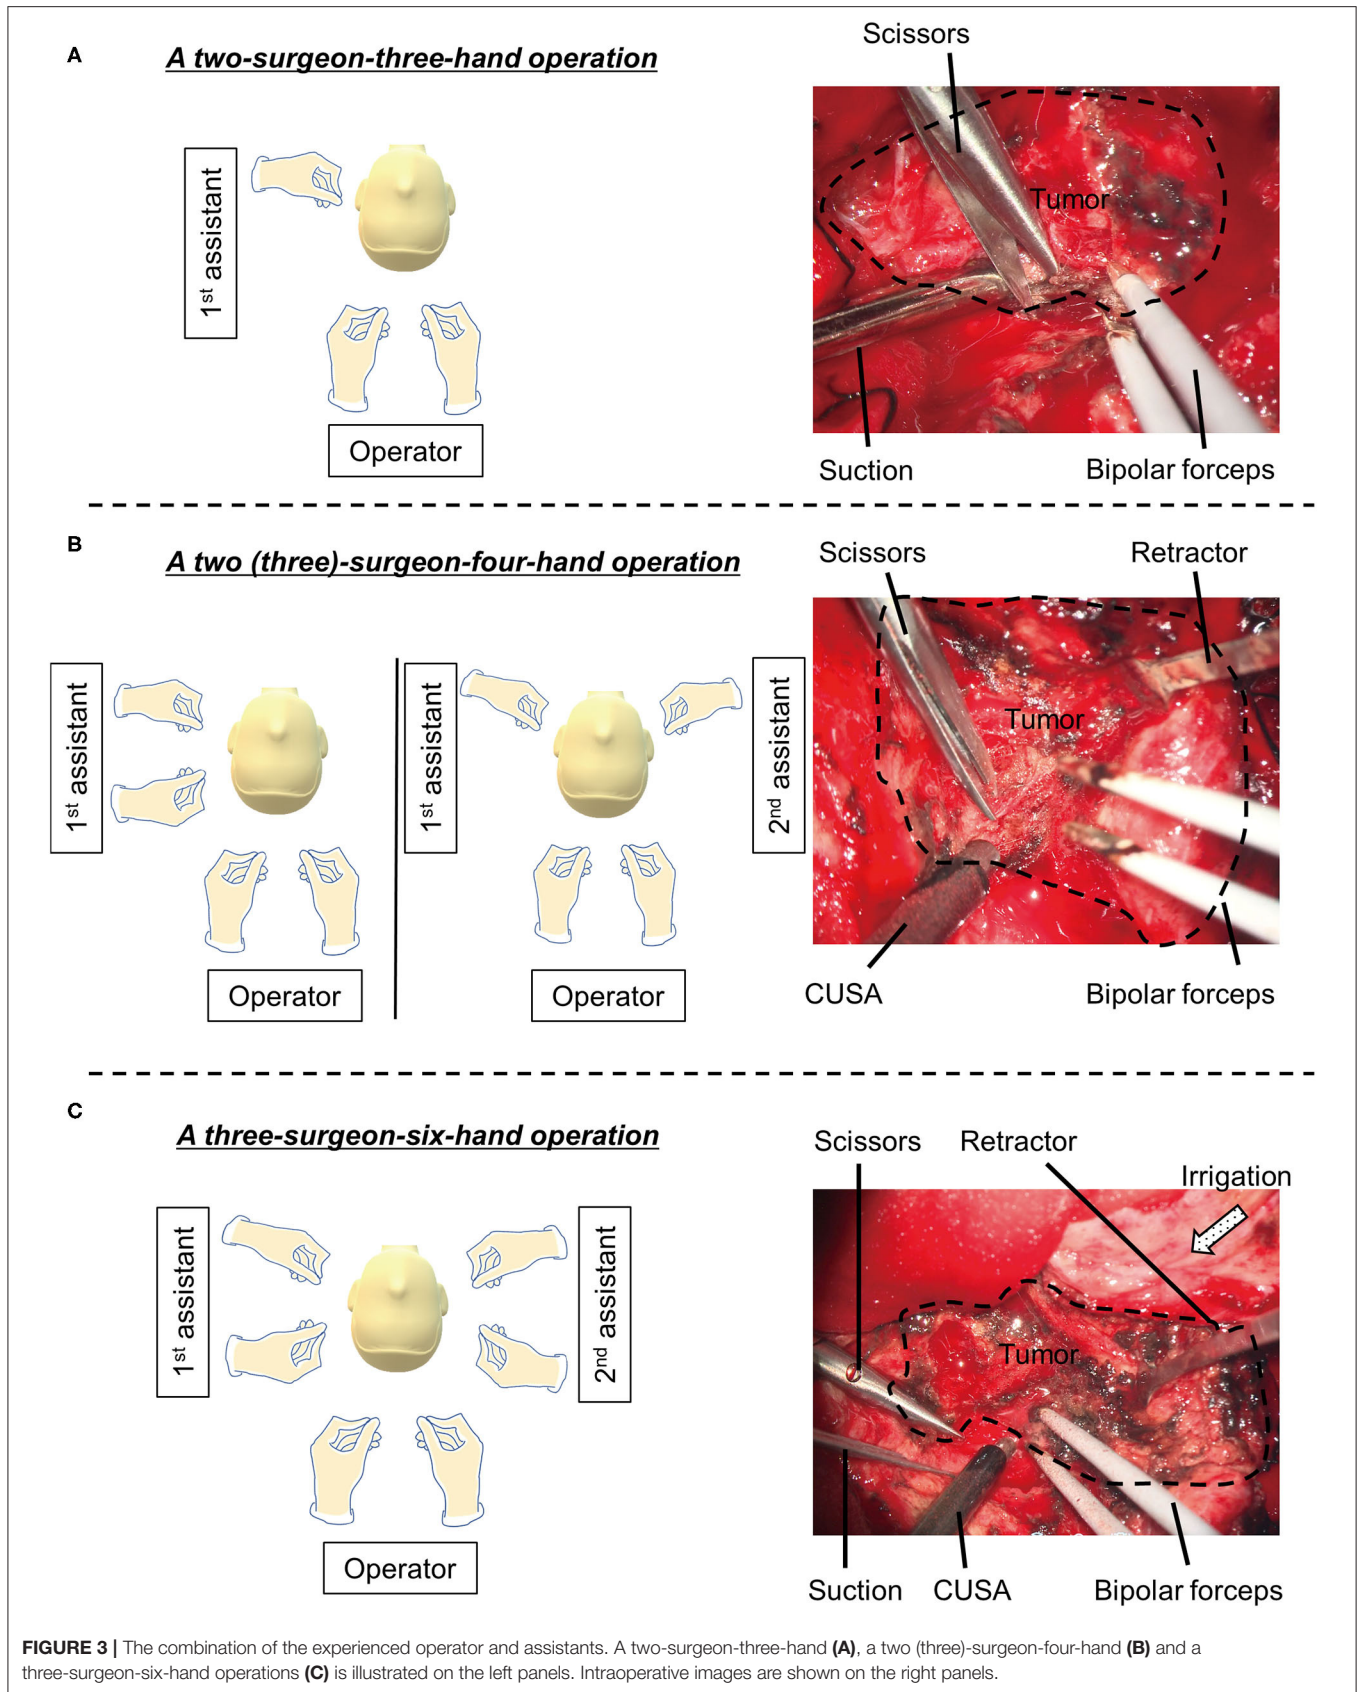 A
A two-surgeon-three-hand operation
Scissors
1st assistant
Tumor
Operator
Suction
Bipolar forceps
B
A two (three)-surgeon-four-hand operation
Scissors
Retractor
1st assistant
1st assistant
2nd assistant
Tumor
Operator
Operator
CUSA
Bipolar forceps
C
A three-surgeon-six-hand operation
Scissors
Retractor
Irrigation
1st assistant
2nd assistant
Tumor
Operator
Suction
CUSA
Bipolar forceps
FIGURE 3 | The combination of the experienced operator and assistants. A two-surgeon-three-hand (A), a two (three)-surgeon-four-hand (B) and a
three-surgeon-six-hand operations (C) is illustrated on the left panels. Intraoperative images are shown on the right panels.